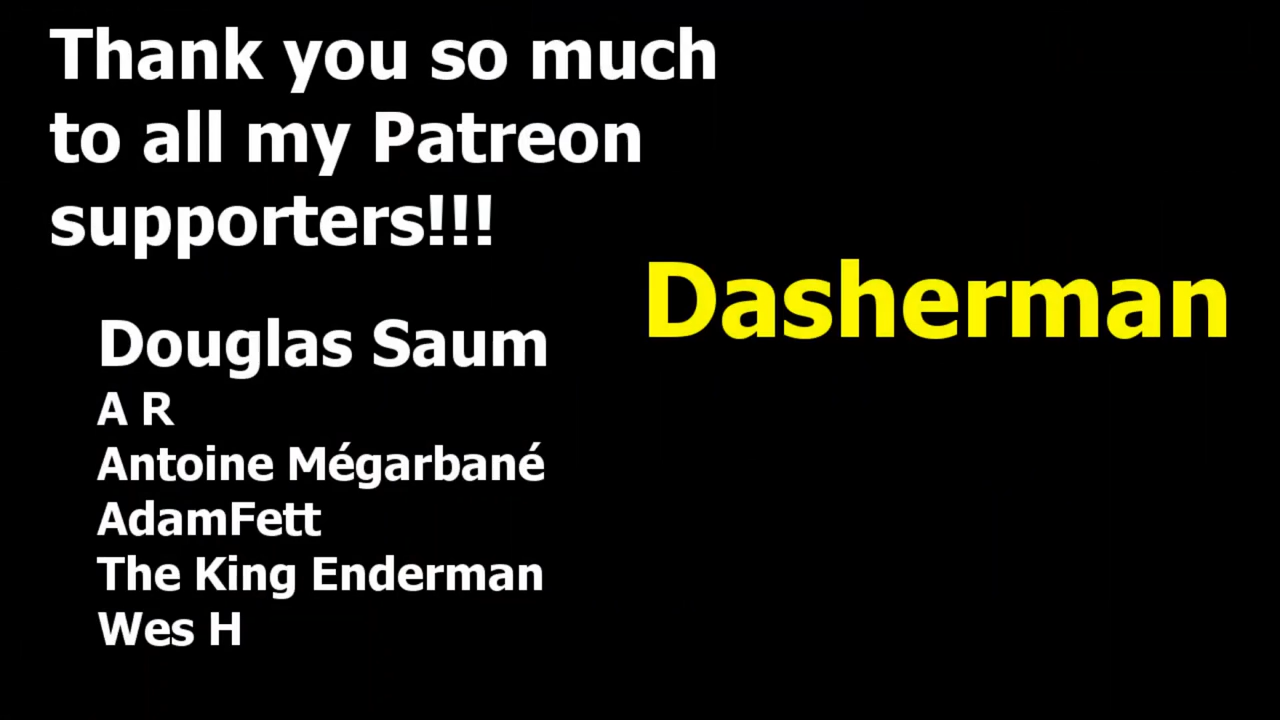 Thank you so much
to all my Patreon
supporters!!!
Dasherman
Douglas Saum
A R
Antoine Mégarbané
AdamFett
The King Enderman
Wes H